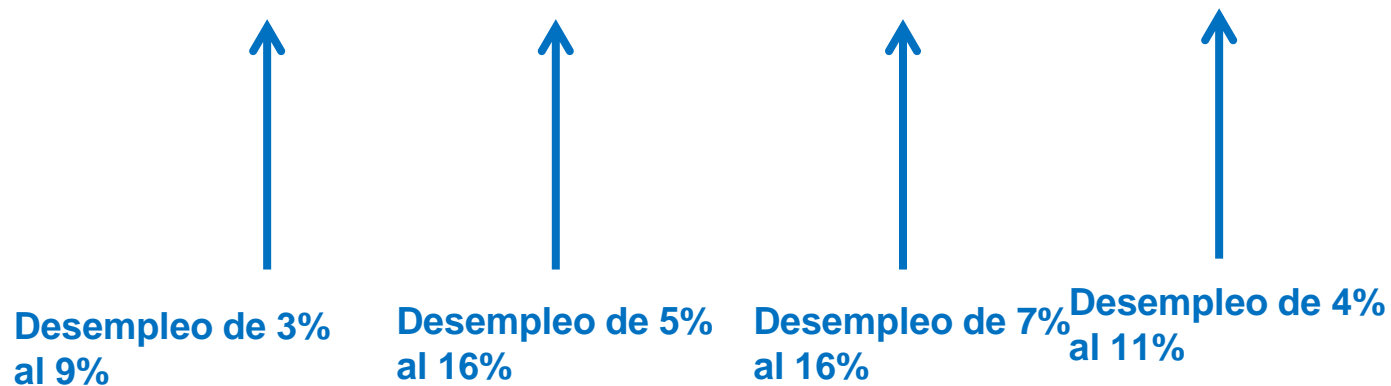 Desempleo de 3%
al 9%
Desempleo de 5%
al 16%
Desempleo de 7%
al 16%
Desempleo de 4%
al 11%